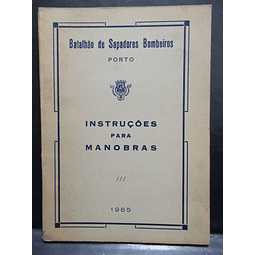 Batalhão de Sapadores Bombeiros
PORTO
INSTRUÇÕES
PARA
MANOBRAS
///
1965